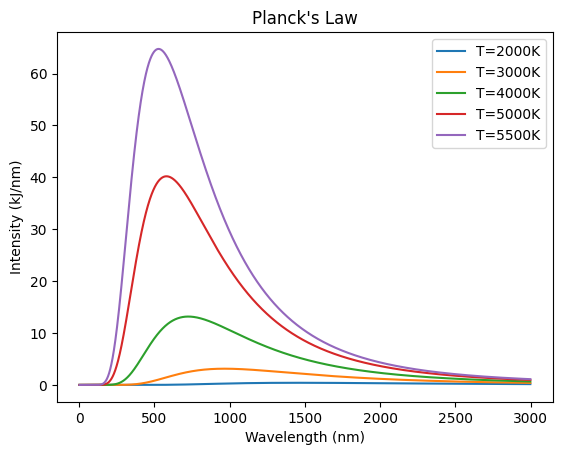 Planck's Law
T=2000K
T=3000K
T=4000K
T=5000K
T=5500K
Intensity (kJ/nm)
60
50
40
30
20
10
0
0 500 1000 1500 2000 2500 3000
Wavelength (nm)